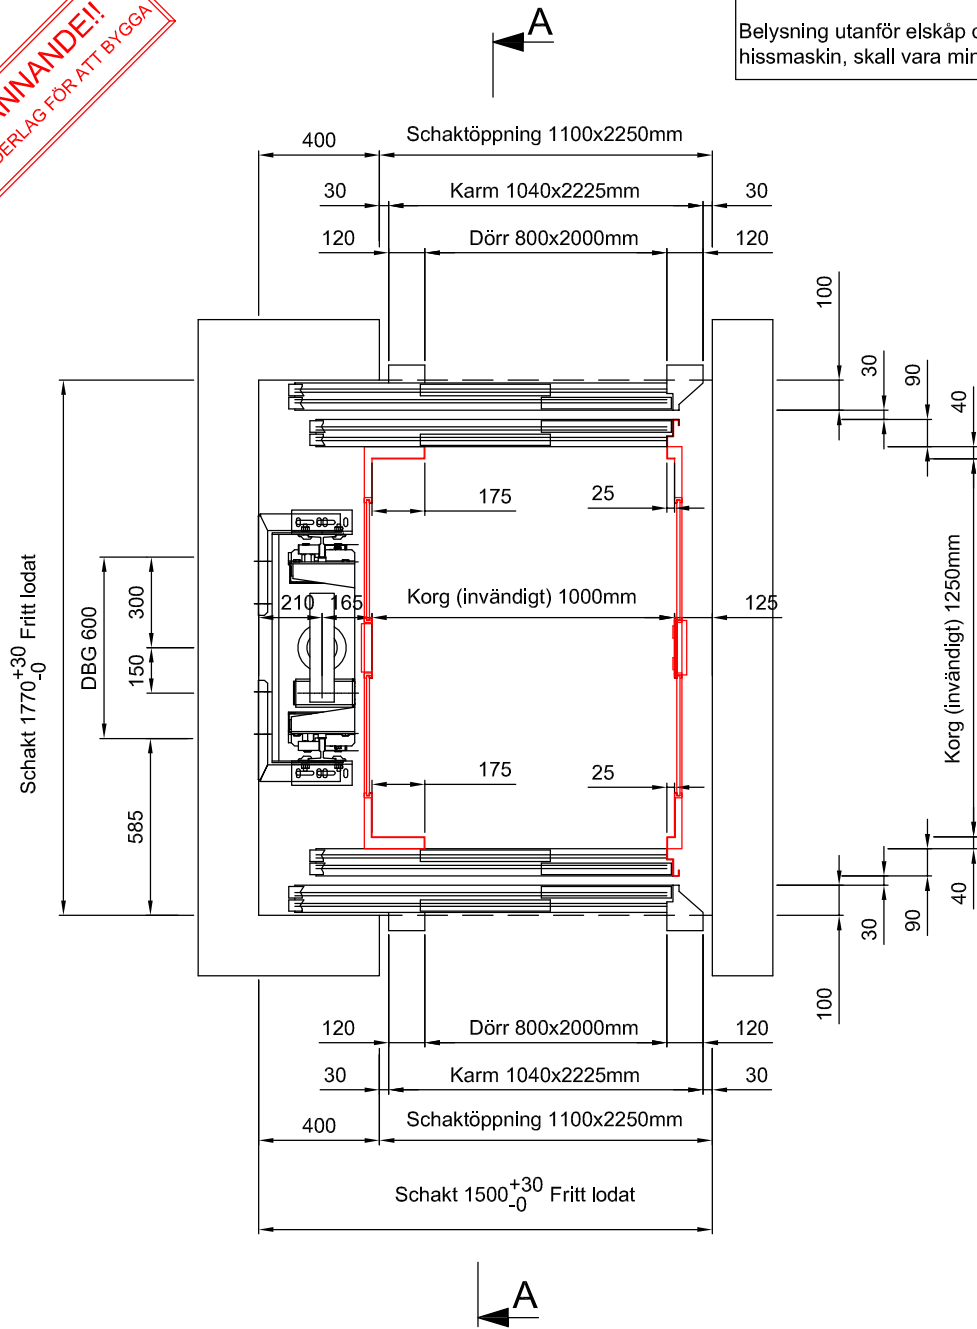 A
Belysning utanför elskåp
hissmaskin, skall vara
UNDERLAG FÖR ATT BYGGA
400
Schaktöppning 1100x2250mm
30
Karm 1040x2225mm
30
120
Dörr 800x2000mm
120
100
30
90
40
175
25
Schakt 1770 +30 -0 Fritt lodat
DBG 600
300
150
585
210
165
Korg (invändigt) 1000mm
125
Korg (invändigt) 1250mm
175
25
40
90
30
100
120
Dörr 800x2000mm
120
30
Karm 1040x2225mm
30
400
Schaktöppning 1100x2250mm
Schakt 1500 +30 -0 Fritt lodat
A